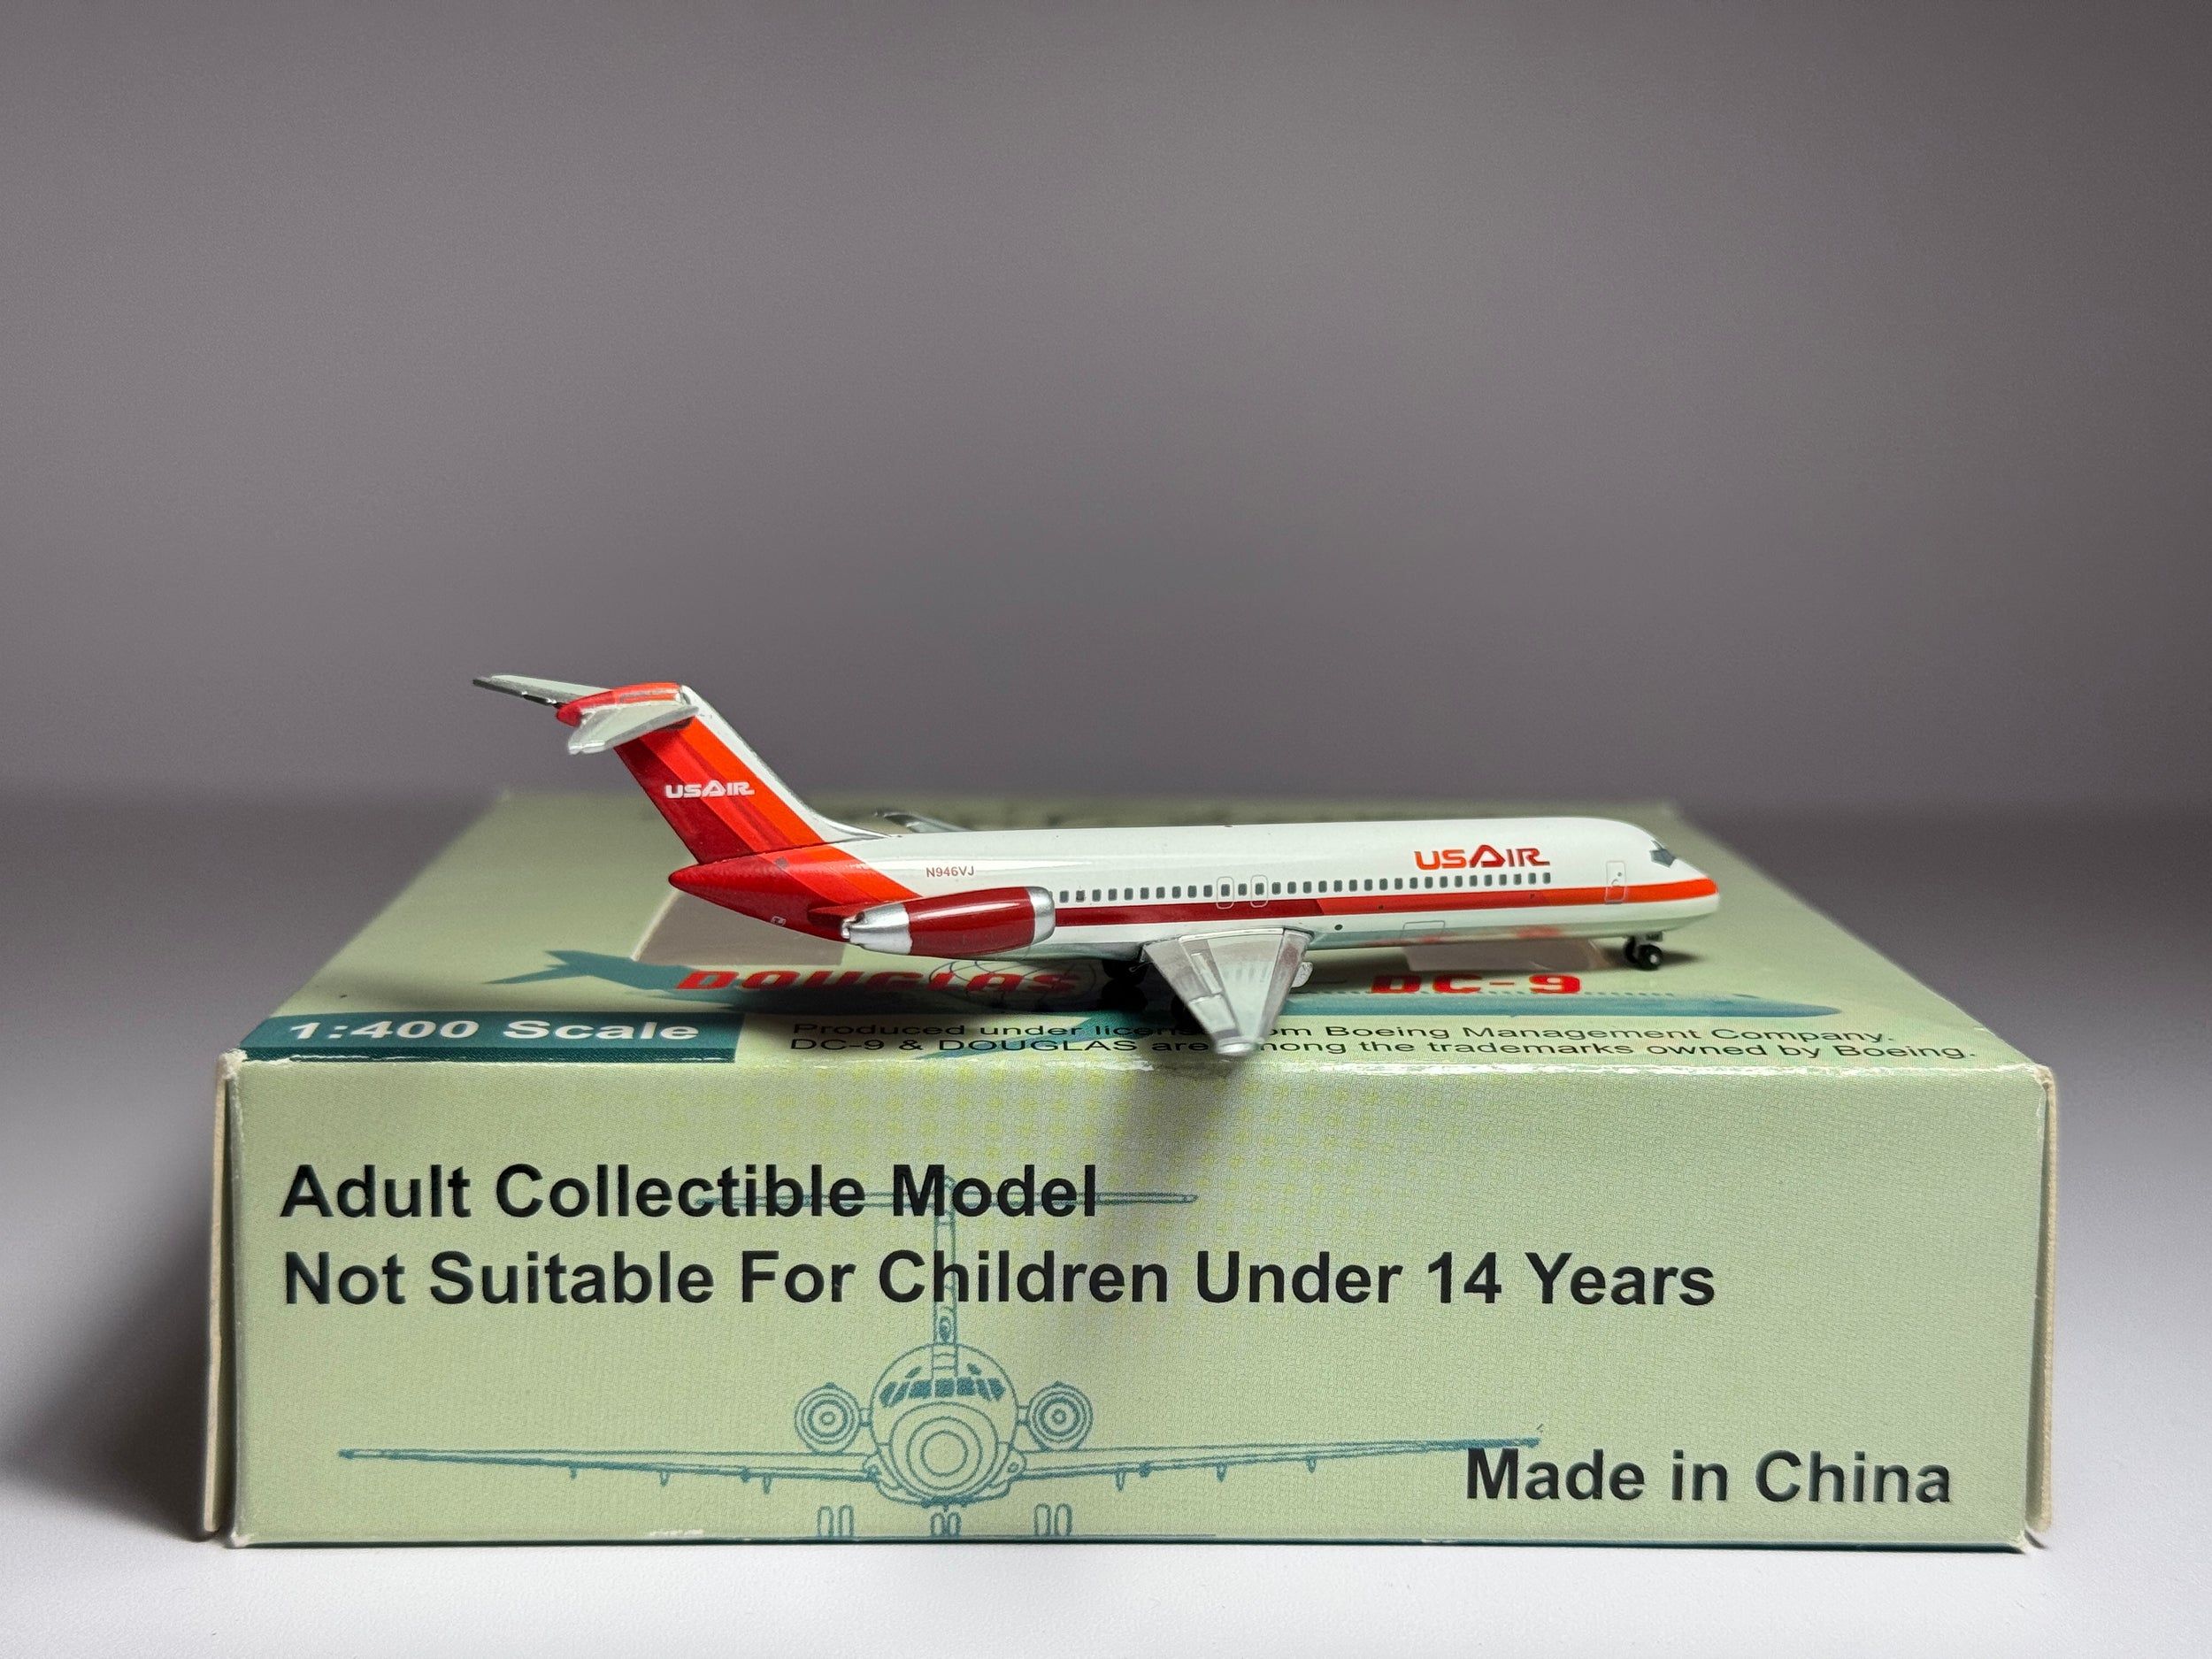 USAIR
N946VJ
USAIR
DOUGLAS DC-9
1:400 Scale
Produced under from Boeing Management Company.
DC-9 & DOUGLAS are among the trademarks owned by Boeing.
Adult Collectible Model
Not Suitable For Children Under 14 Years
Made in China